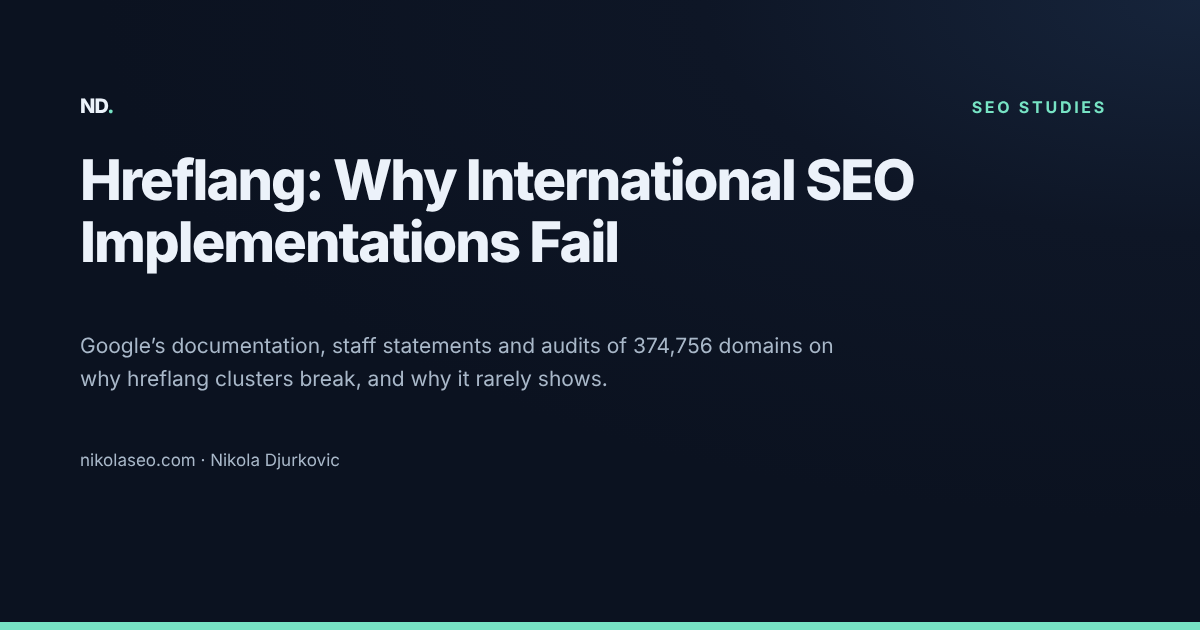 ND.
SEO STUDIES
Hreflang: Why International SEO
Implementations Fail
Google’s documentation, staff statements and audits of 374,756 domains on
why hreflang clusters break, and why it rarely shows.
nikolaseo.com · Nikola Djurkovic